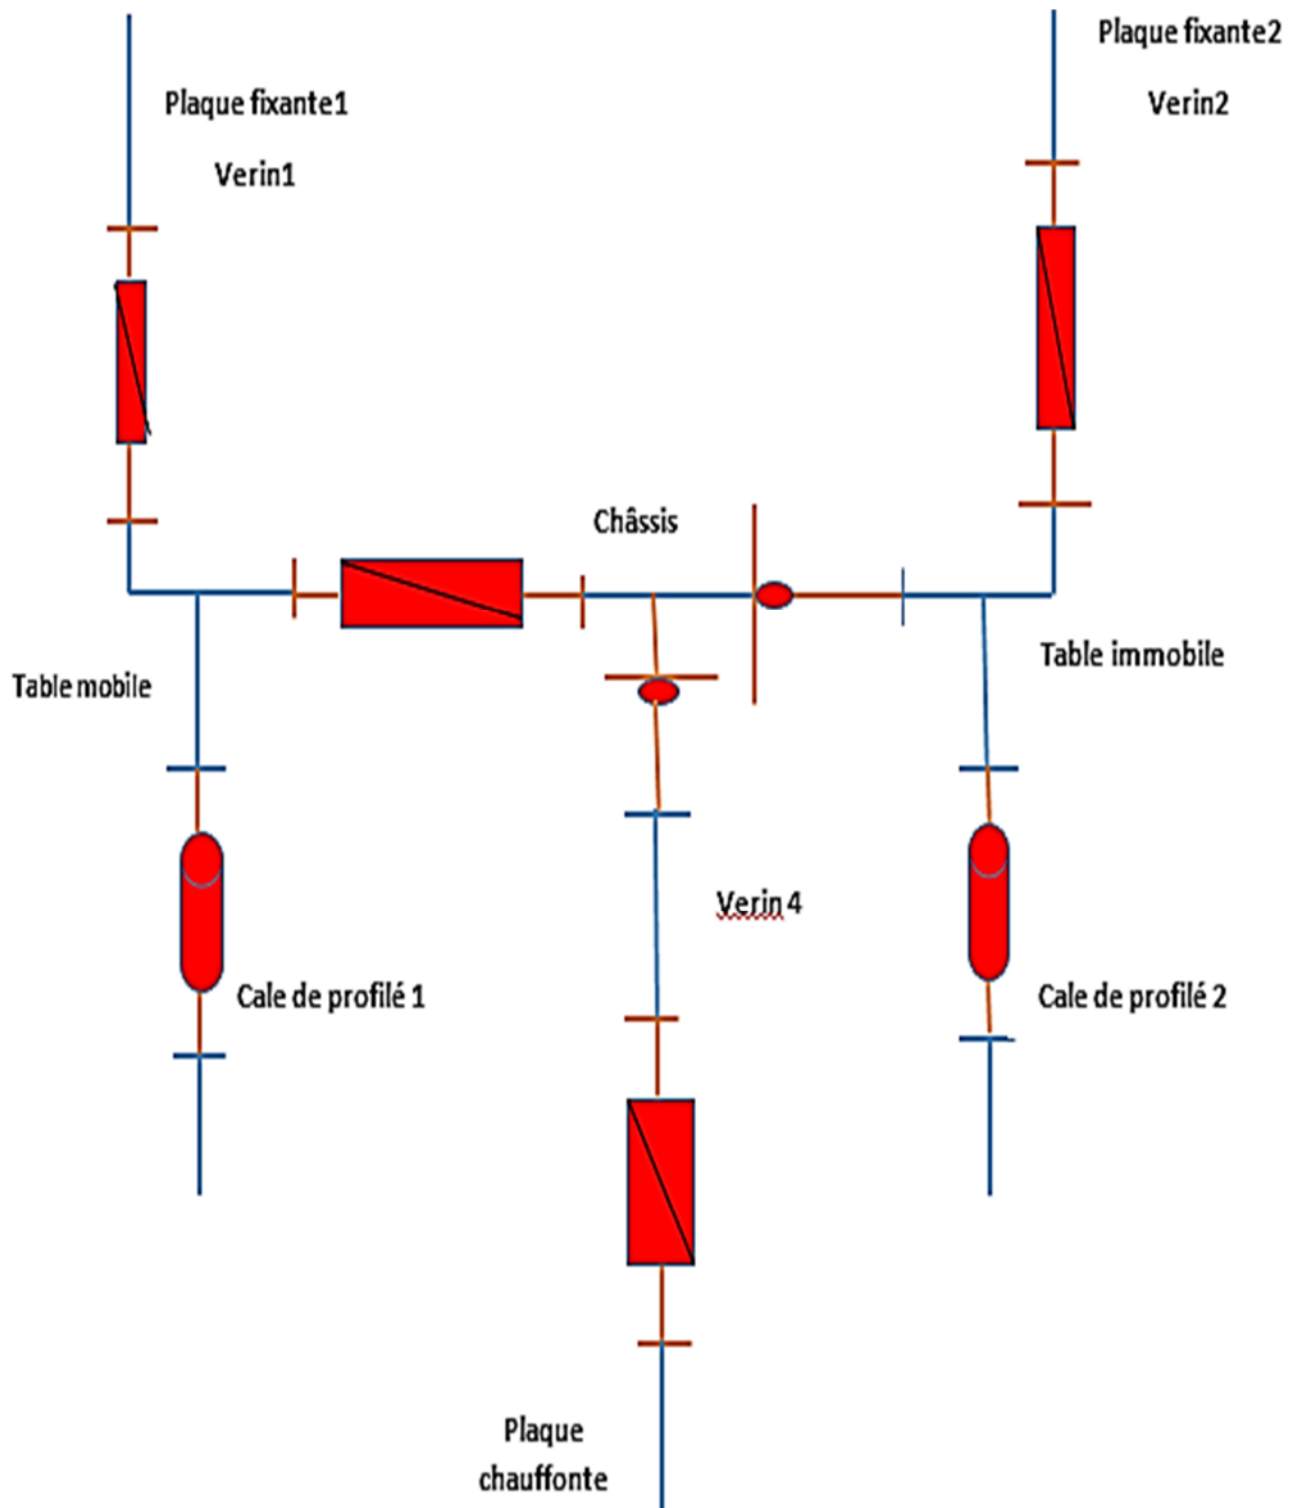 Plaque fixante2
Verin2
Plaque fixante1
Verin1
Châssis
Table immobile
Table mobile
Verin 4
Cale de profilé 1
Cale de profilé 2
Plaque
chauffonte